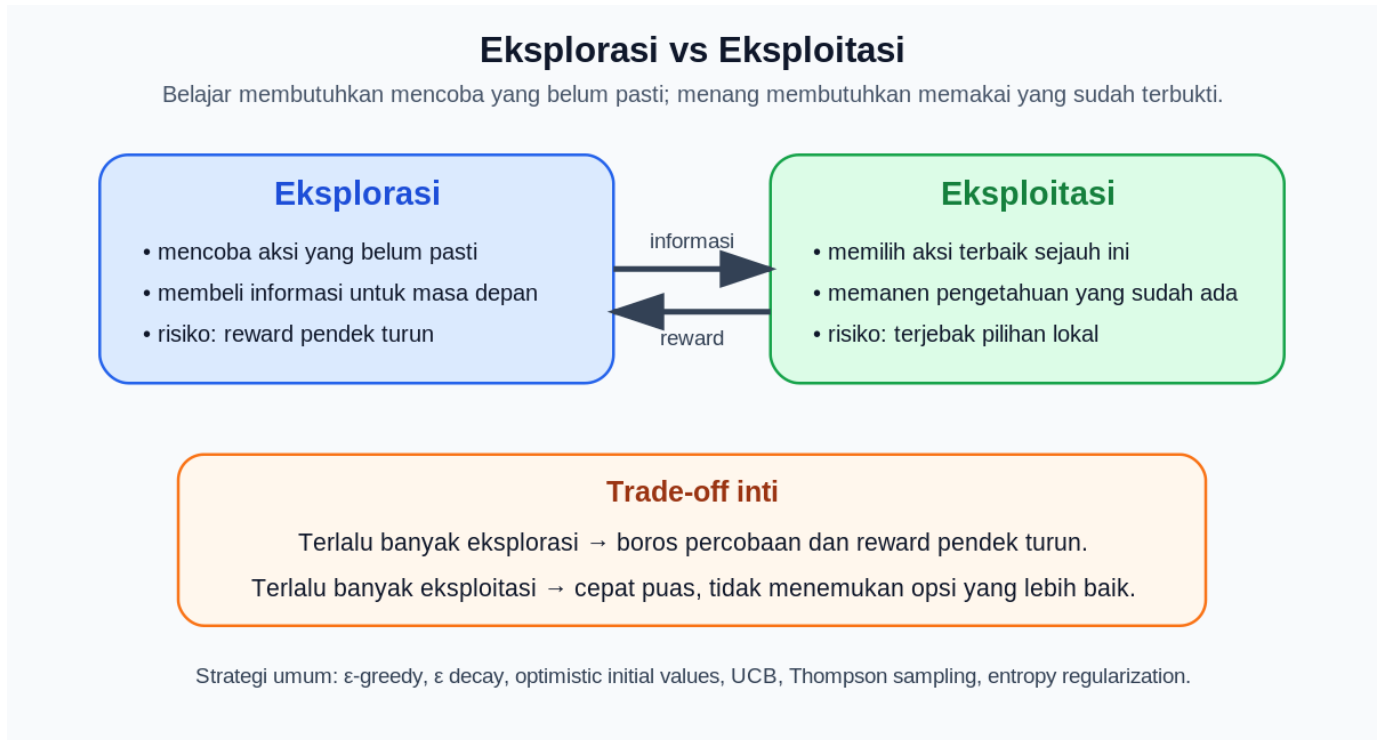 Eksplorasi vs Eksploitasi
Belajar membutuhkan mencoba yang belum pasti; menang membutuhkan memakai yang sudah terbukti.
Eksplorasi
• mencoba aksi yang belum pasti
• membeli informasi untuk masa depan
• risiko: reward pendek turun
informasi
reward
Eksploitasi
• memilih aksi terbaik sejauh ini
• memanen pengetahuan yang sudah ada
• risiko: terjebak pilihan lokal
Trade-off inti
Terlalu banyak eksplorasi → boros percobaan dan reward pendek turun.
Terlalu banyak eksploitasi → cepat puas, tidak menemukan opsi yang lebih baik.
Strategi umum: ε-greedy, ε decay, optimistic initial values, UCB, Thompson sampling, entropy regularization.